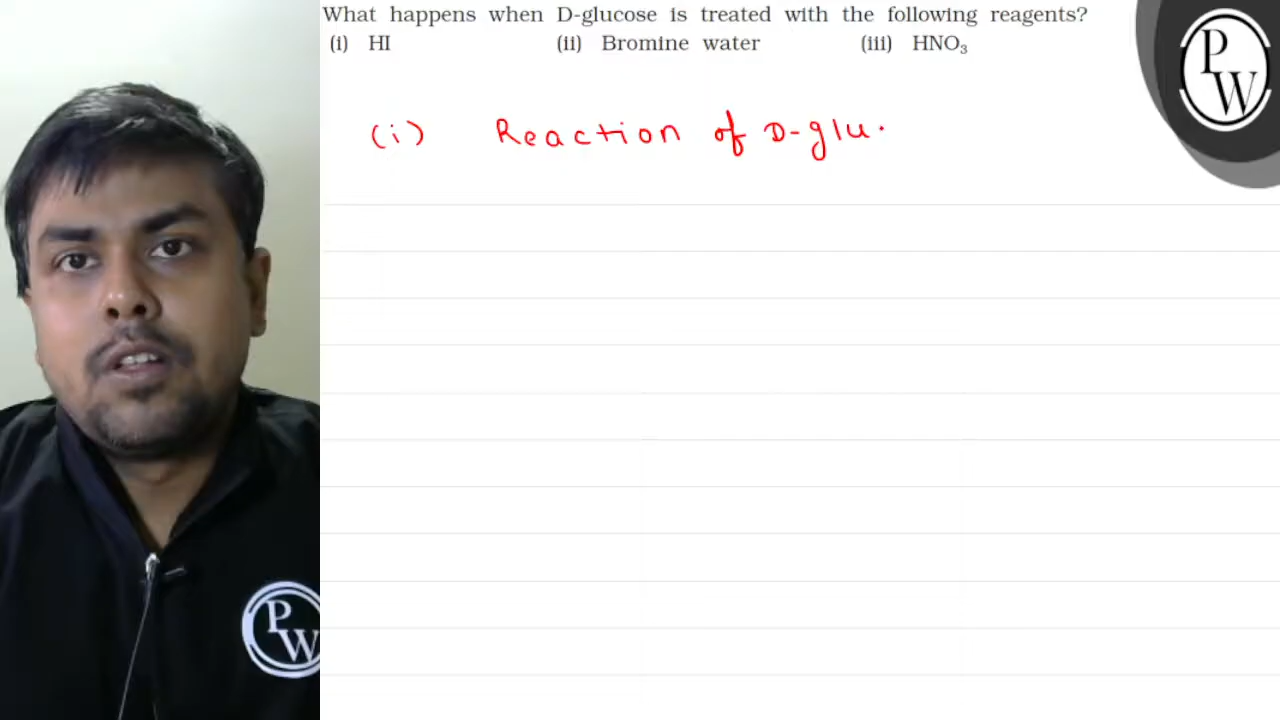 What happens when D-glucose is treated with the following reagents?
(i) HI (ii) Bromine water (iii) HNO₃
(i) Reaction of D-glu.
PW
PW